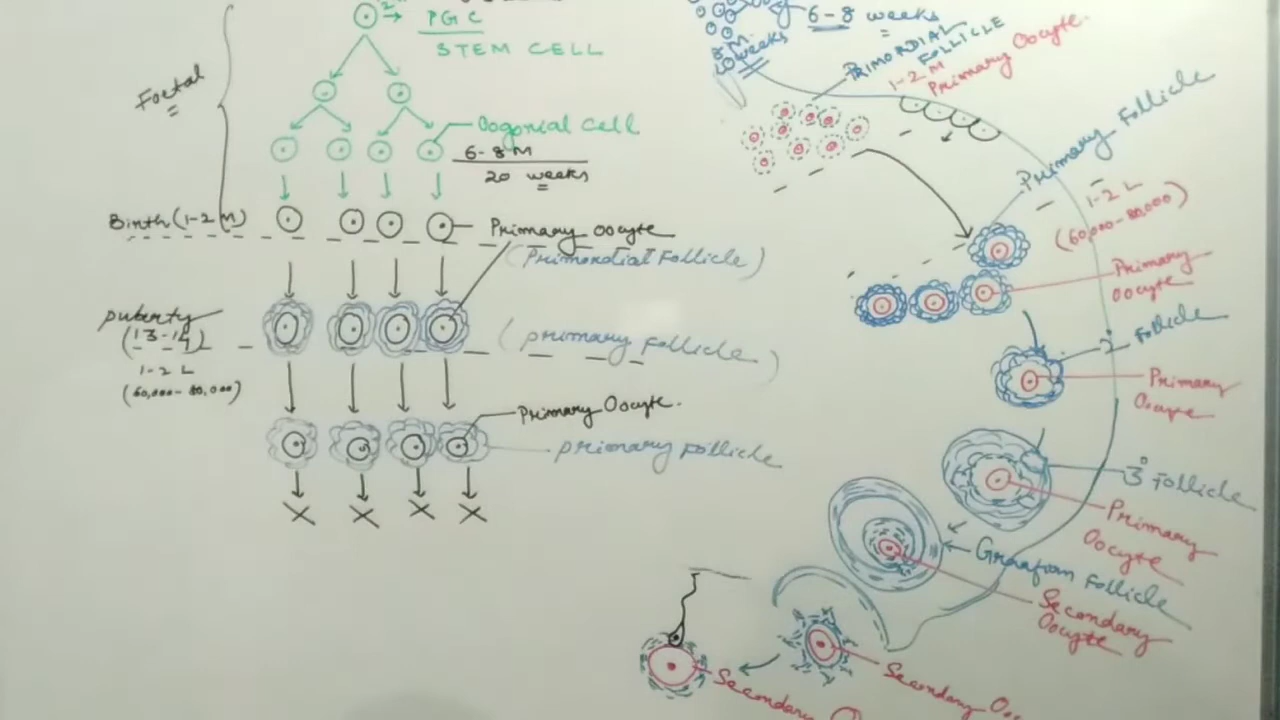 PGC
STEM CELL
Foetal
Oogonial Cell
6-8 M
20 weeks
Birth (1-2 M)
Primary oocyte
(Primordial Follicle)
puberty
(13-14)
1-2 L
(60,000-80,000)
(primary follicle)
Primary Oocyte.
primary follicle
X X X X
6-8 weeks
weeks
PRIMORDIAL
FOLLICLE
1-2 M
Primary Oocyte.
Primary Follicle
1-2 L
(60,000-80,000)
Primary
Oocyte
2° Follicle
Primary
Oocyte
3° Follicle
Primary
Oocyte
Graafian Follicle
Secondary
Oocyte
Secondary
Secondary